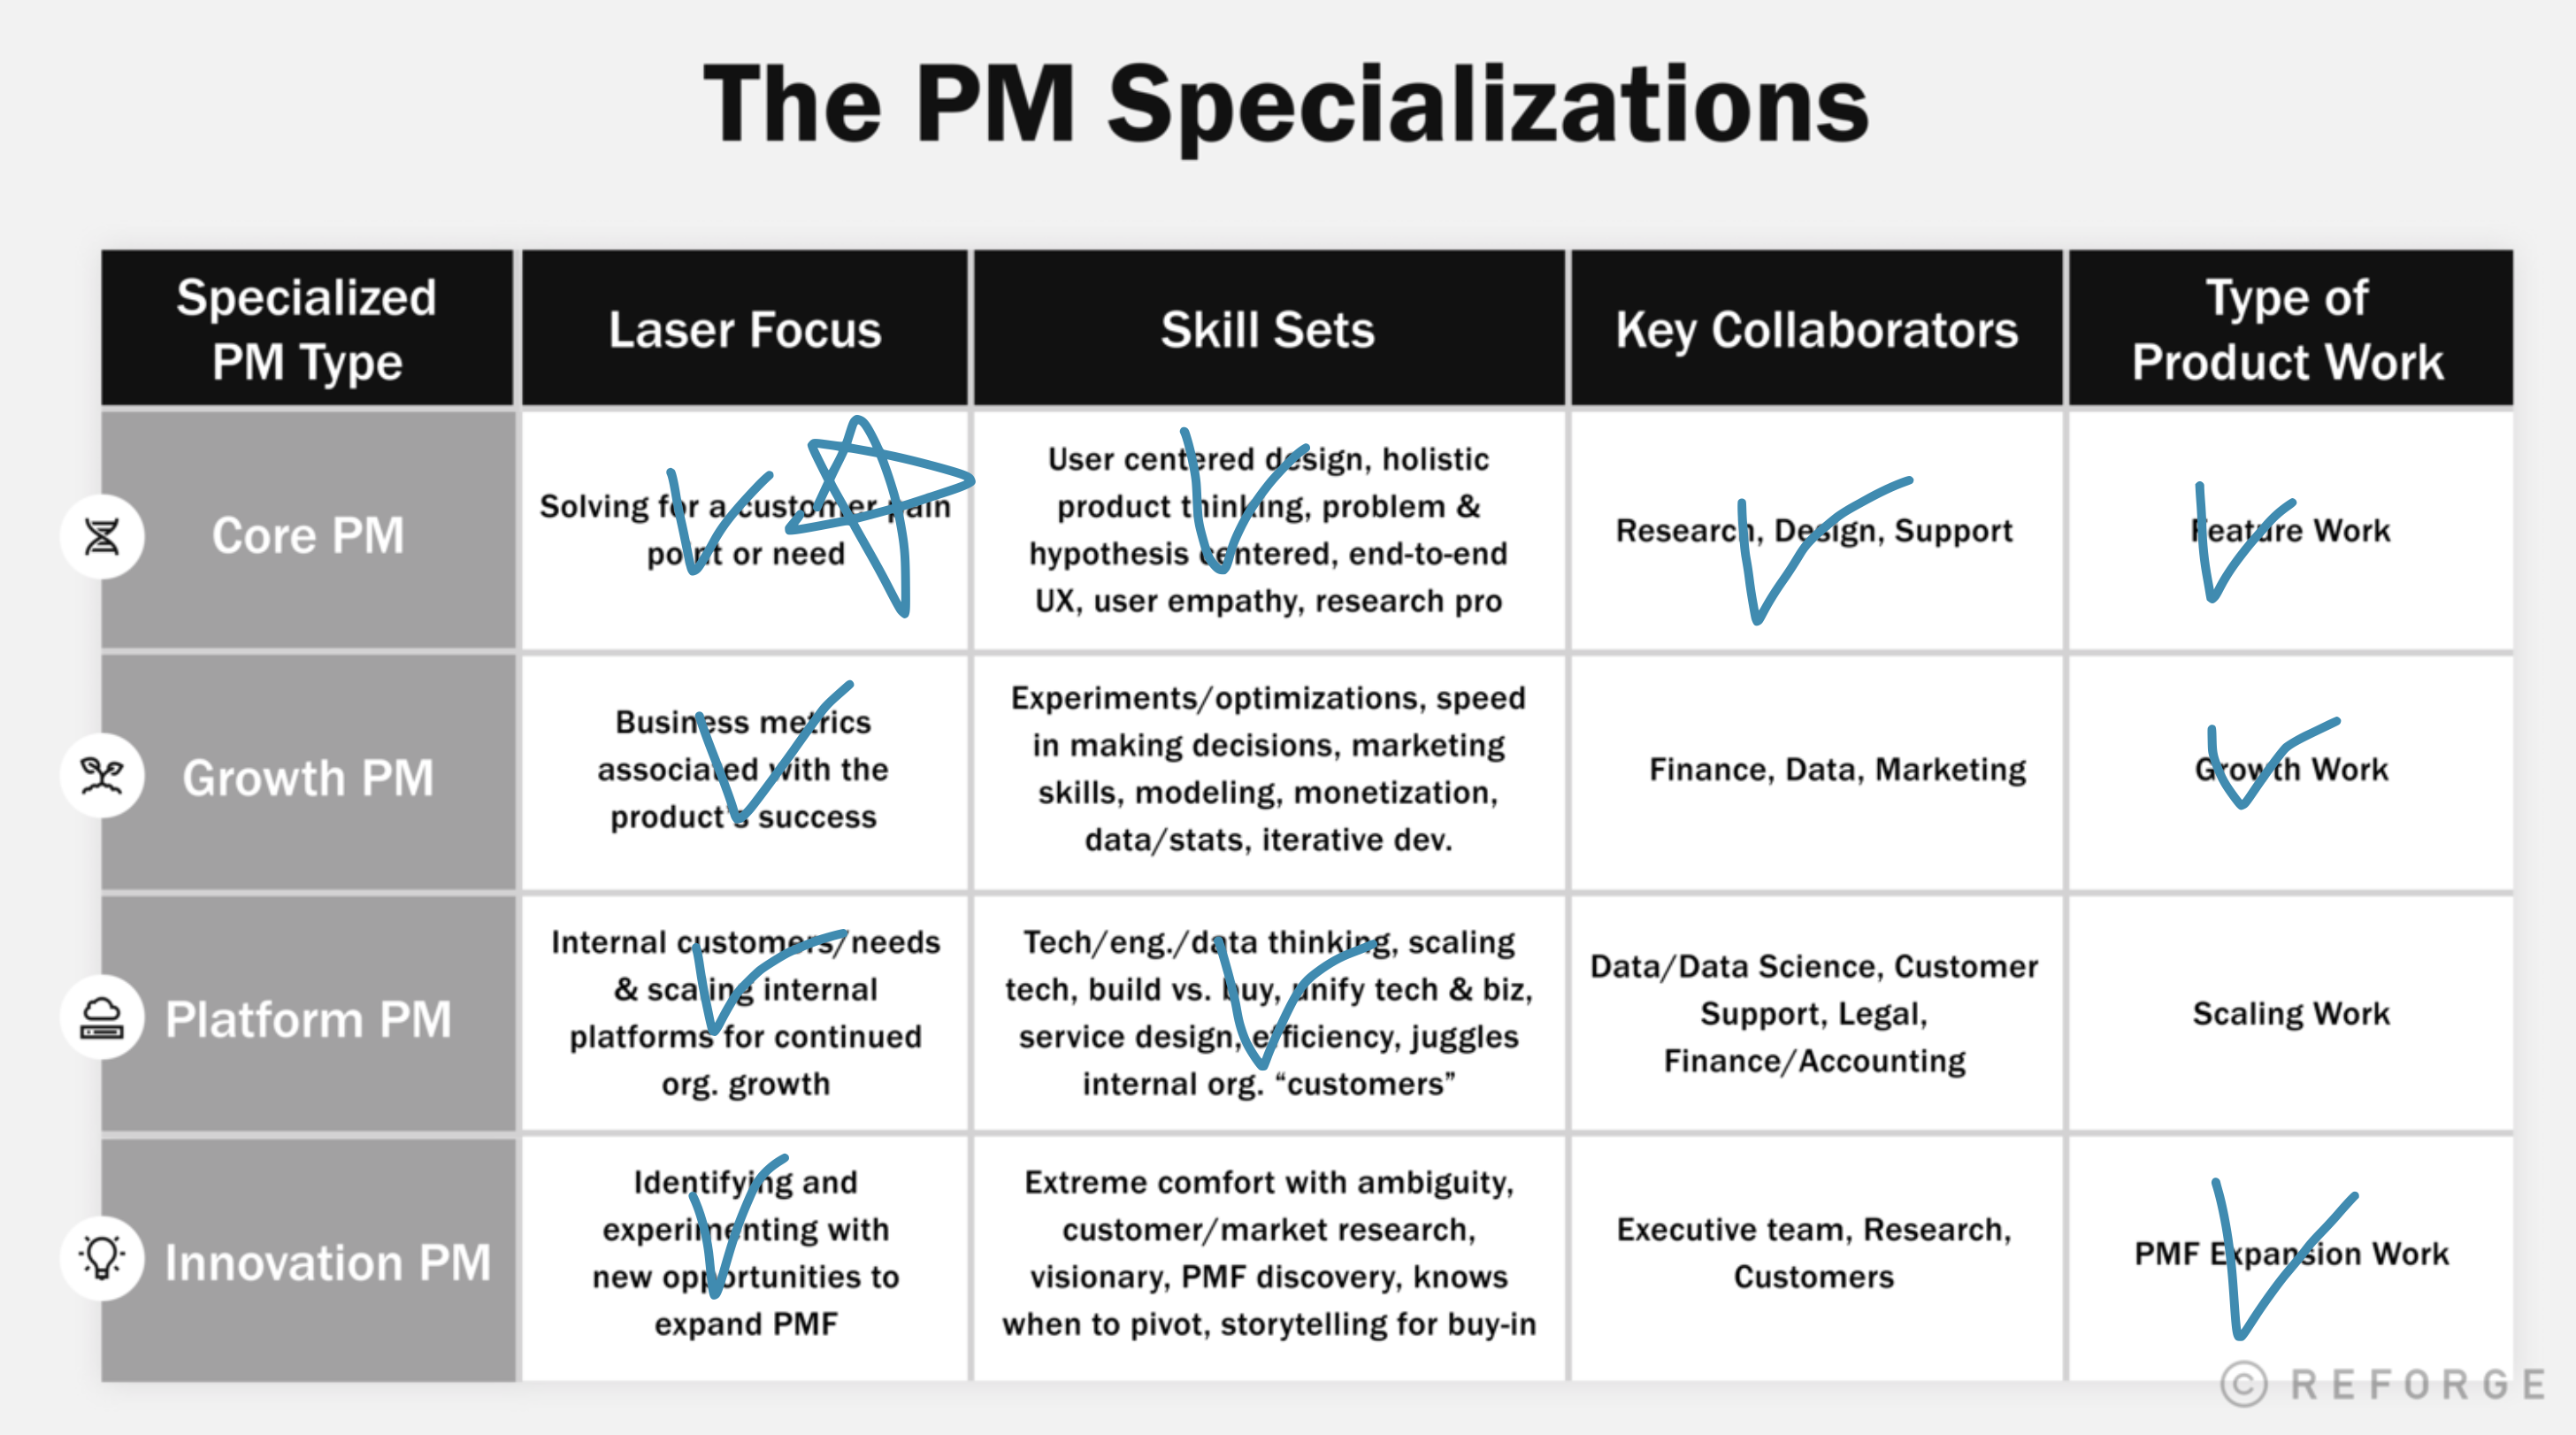 The PM Specializations
Specialized
PM Type
Laser Focus
Skill Sets
Key Collaborators
Type of
Product Work
Core PM
Solving for a customer pain
point or need
User centered design, holistic
product thinking, problem &
hypothesis centered, end-to-end
UX, user empathy, research pro
Research, Design, Support
Feature Work
Growth PM
Business metrics
associated with the
product's success
Experiments/optimizations, speed
in making decisions, marketing
skills, modeling, monetization,
data/stats, iterative dev.
Finance, Data, Marketing
Growth Work
Platform PM
Internal customers/needs
& scaling internal
platforms for continued
org. growth
Tech/eng./data thinking, scaling
tech, build vs. buy, unify tech & biz,
service design, efficiency, juggles
internal org. “customers”
Data/Data Science, Customer
Support, Legal,
Finance/Accounting
Scaling Work
Innovation PM
Identifying and
experimenting with
new opportunities to
expand PMF
Extreme comfort with ambiguity,
customer/market research,
visionary, PMF discovery, knows
when to pivot, storytelling for buy-in
Executive team, Research,
Customers
PMF Expansion Work
© REFORGE